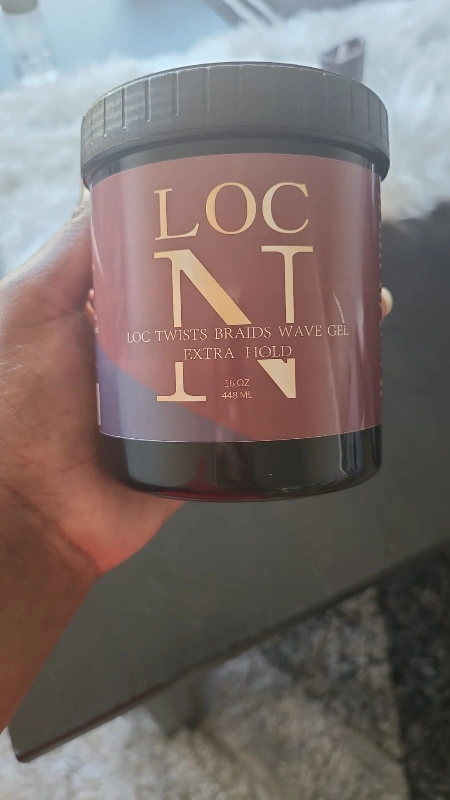 LOC
N
LOC TWISTS BRAIDS WAVE GEL
EXTRA HOLD
16 OZ
448 ML